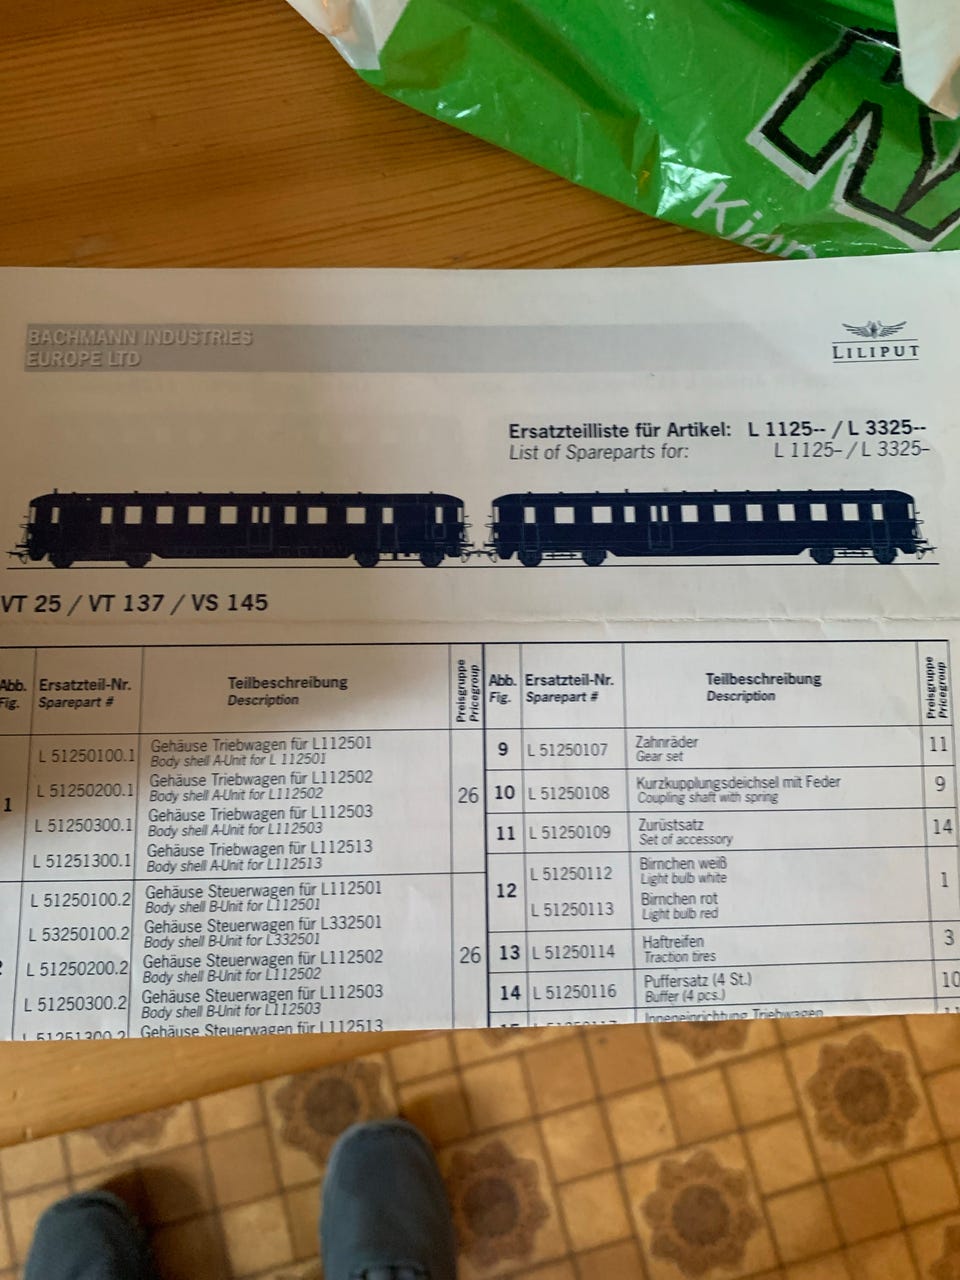 Kjøp
BACHMANN INDUSTRIES
EUROPE LTD
LILIPUT
Ersatzteilliste für Artikel: L 1125-- / L 3325--
List of Spareparts for: L 1125- / L 3325-
VT 25 / VT 137 / VS 145
Abb.
Fig.
Ersatzteil-Nr.
Sparepart #
Teilbeschreibung
Description
Preisgruppe
Pricegroup
1
L 51250100.1
Gehäuse Triebwagen für L112501
Body shell A-Unit for L 112501
L 51250200.1
Gehäuse Triebwagen für L112502
Body shell A-Unit for L112502
L 51250300.1
Gehäuse Triebwagen für L112503
Body shell A-Unit for L112503
L 51251300.1
Gehäuse Triebwagen für L112513
Body shell A-Unit for L112513
26
L 51250100.2
Gehäuse Steuerwagen für L112501
Body shell B-Unit for L112501
L 53250100.2
Gehäuse Steuerwagen für L332501
Body shell B-Unit for L332501
L 51250200.2
Gehäuse Steuerwagen für L112502
Body shell B-Unit for L112502
L 51250300.2
Gehäuse Steuerwagen für L112503
Body shell B-Unit for L112503
L 51251300.2
Gehäuse Steuerwagen für L112513
26
Abb.
Fig.
Ersatzteil-Nr.
Sparepart #
Teilbeschreibung
Description
Preisgruppe
Pricegroup
9
L 51250107
Zahnräder
Gear set
11
10
L 51250108
Kurzkupplungsdeichsel mit Feder
Coupling shaft with spring
9
11
L 51250109
Zurüstsatz
Set of accessory
14
12
L 51250112
Birnchen weiß
Light bulb white
L 51250113
Birnchen rot
Light bulb red
1
13
L 51250114
Haftreifen
Traction tires
3
14
L 51250116
Puffersatz (4 St.)
Buffer (4 pcs.)
10
Inneneinrichtung Triebwagen